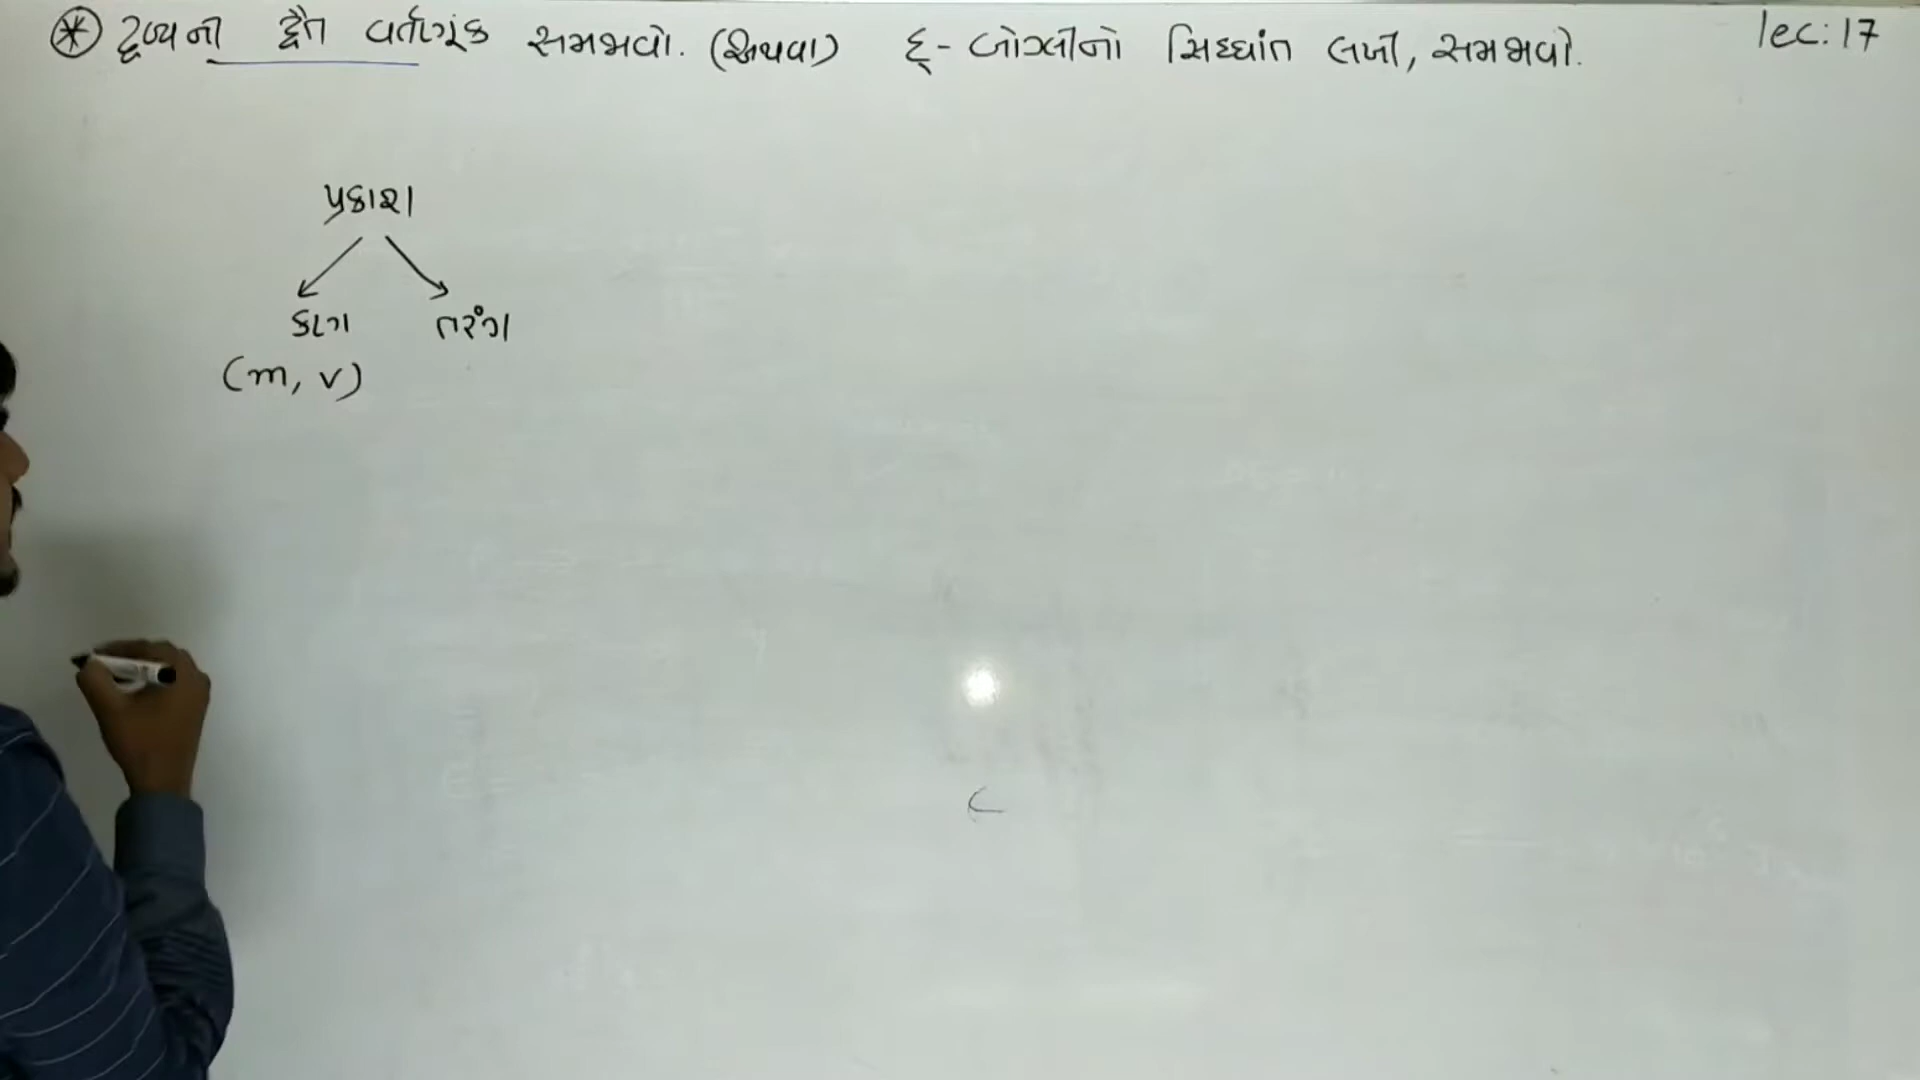 * દ્રવ્યની દ્વૈત વર્તણૂંક સમજાવો. (અથવા) દ્-બ્રોગ્લીનો સિધ્ધાંત લખી, સમજાવો. lec: 17
પ્રકાશ
કણ તરંગ
(m, v)